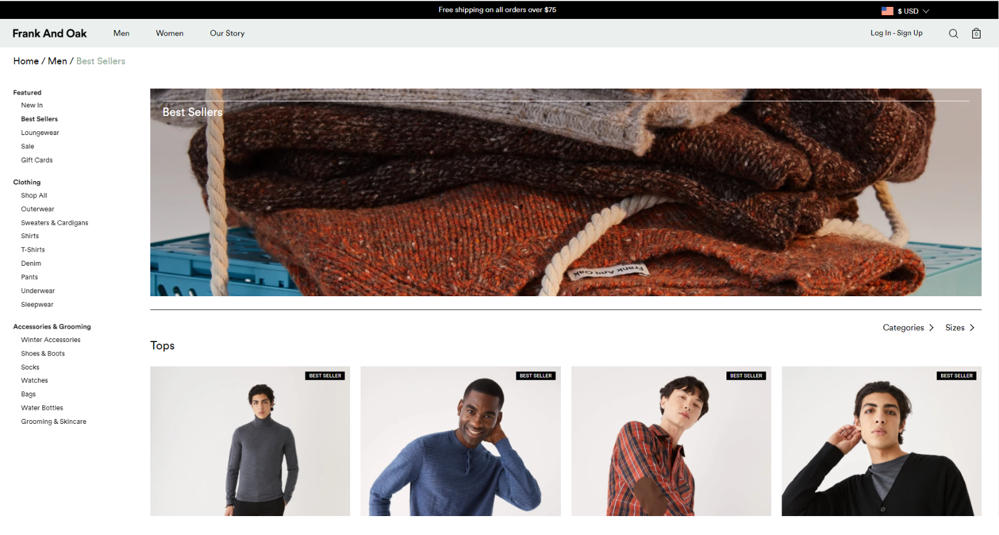 Free shipping on all orders over $75
$ USD
Frank And Oak
Men
Women
Our Story
Log In - Sign Up
0
Home / Men / Best Sellers
Featured
New In
Best Sellers
Loungewear
Sale
Gift Cards
Clothing
Shop All
Outerwear
Sweaters & Cardigans
Shirts
T-Shirts
Denim
Pants
Underwear
Sleepwear
Accessories & Grooming
Winter Accessories
Shoes & Boots
Socks
Watches
Bags
Water Bottles
Grooming & Skincare
Best Sellers
Frank And Oak
Categories
Sizes
Tops
BEST SELLER
BEST SELLER
BEST SELLER
BEST SELLER